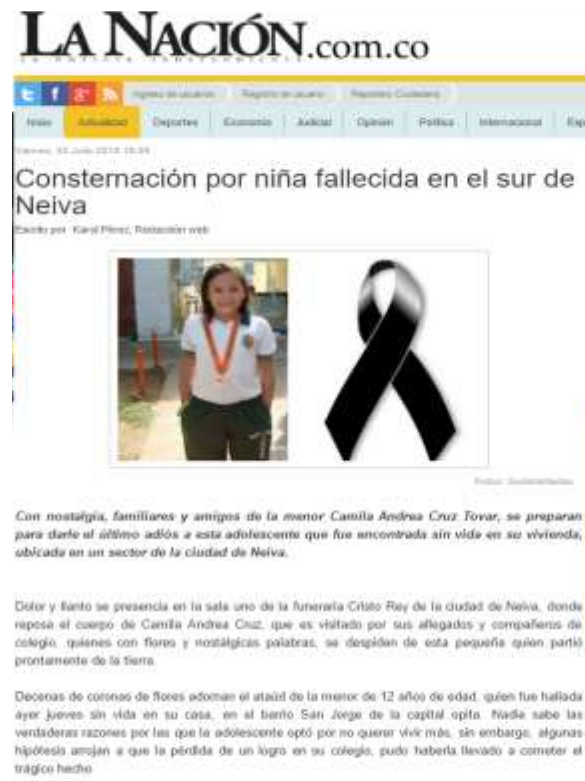 LA NACIÓN.com.co
Ingreso de usuarios Registro de usuario Reportero Ciudadano
Inicio Actualidad Deportes Economía Judicial Opinión Política Internacional
Consternación por niña fallecida en el sur de
Neiva
Escrito por Karol Pérez, Redacción web
Con nostalgia, familiares y amigos de la menor Camila Andrea Cruz Tovar, se preparan
para darle el último adiós a esta adolescente que fue encontrada sin vida en su vivienda,
ubicada en un sector de la ciudad de Neiva.
Dolor y llanto se presencia en la sala uno de la funeraria Cristo Rey de la ciudad de Neiva, donde
reposa el cuerpo de Camila Andrea Cruz, que es visitado por sus allegados y compañeros de
colegio, quienes con flores y nostálgicas palabras, se despiden de esta pequeña quien partió
prontamente de la tierra.
Decenas de coronas de flores adornan el ataúd de la menor de 12 años de edad, quien fue hallada
ayer jueves sin vida en su casa, en el barrio San Jorge de la capital opita. Nadie sabe las
verdaderas razones por las que la adolescente optó por no querer vivir más, sin embargo, algunas
hipótesis arrojan a que la pérdida de un logro en su colegio, pudo haberla llevado a cometer el
trágico hecho.